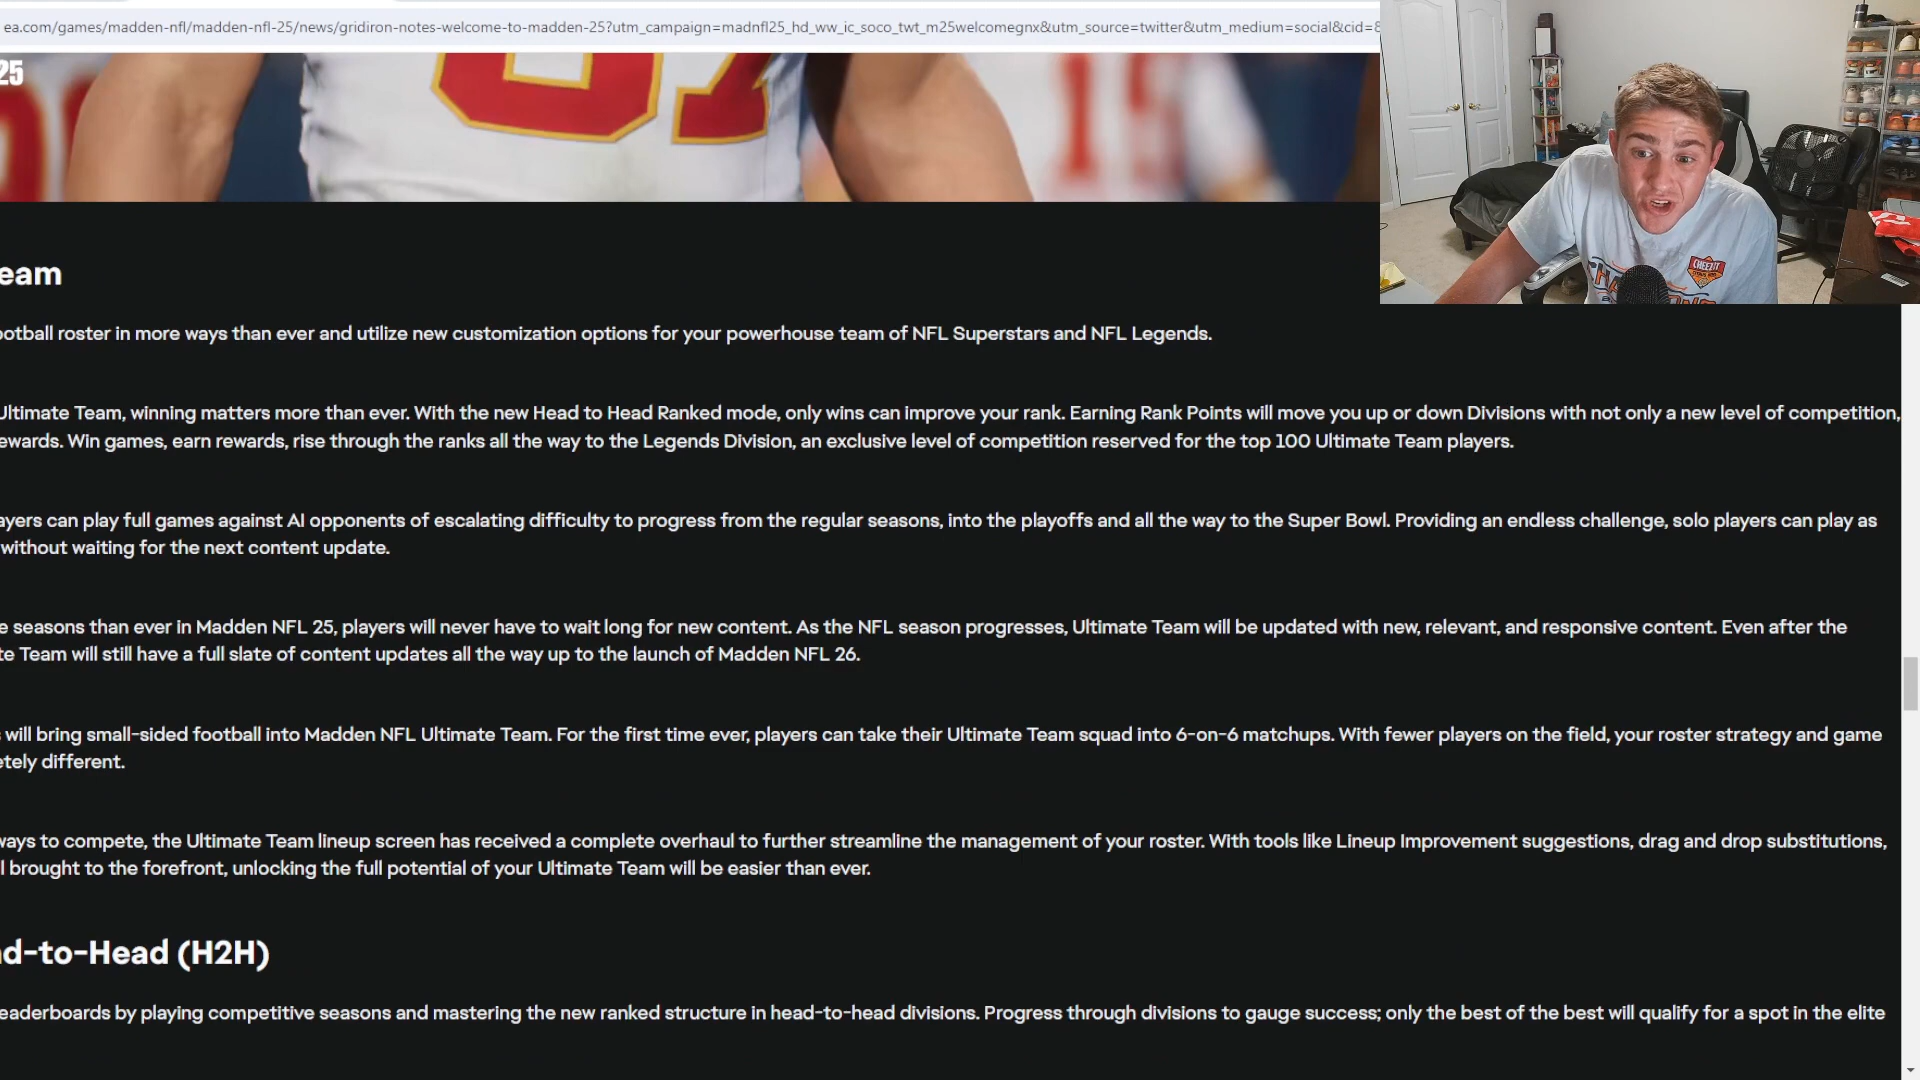 ea.com/games/madden-nfl/madden-nfl-25/news/gridiron-notes-welcome-to-madden-25?utm_campaign=madnfl25_hd_ww_ic_soco_twt_m25welcomegnx&utm_source=twitter&utm_medium=social&cid=8
25
87
15
eam
ootball roster in more ways than ever and utilize new customization options for your powerhouse team of NFL Superstars and NFL Legends.
Ultimate Team, winning matters more than ever. With the new Head to Head Ranked mode, only wins can improve your rank. Earning Rank Points will move you up or down Divisions with not only a new level of competition,
ewards. Win games, earn rewards, rise through the ranks all the way to the Legends Division, an exclusive level of competition reserved for the top 100 Ultimate Team players.
ayers can play full games against AI opponents of escalating difficulty to progress from the regular seasons, into the playoffs and all the way to the Super Bowl. Providing an endless challenge, solo players can play as
without waiting for the next content update.
e seasons than ever in Madden NFL 25, players will never have to wait long for new content. As the NFL season progresses, Ultimate Team will be updated with new, relevant, and responsive content. Even after the
te Team will still have a full slate of content updates all the way up to the launch of Madden NFL 26.
s will bring small-sided football into Madden NFL Ultimate Team. For the first time ever, players can take their Ultimate Team squad into 6-on-6 matchups. With fewer players on the field, your roster strategy and game
etely different.
ways to compete, the Ultimate Team lineup screen has received a complete overhaul to further streamline the management of your roster. With tools like Lineup Improvement suggestions, drag and drop substitutions,
l brought to the forefront, unlocking the full potential of your Ultimate Team will be easier than ever.
d-to-Head (H2H)
eaderboards by playing competitive seasons and mastering the new ranked structure in head-to-head divisions. Progress through divisions to gauge success; only the best of the best will qualify for a spot in the elite
CHEEZ-IT